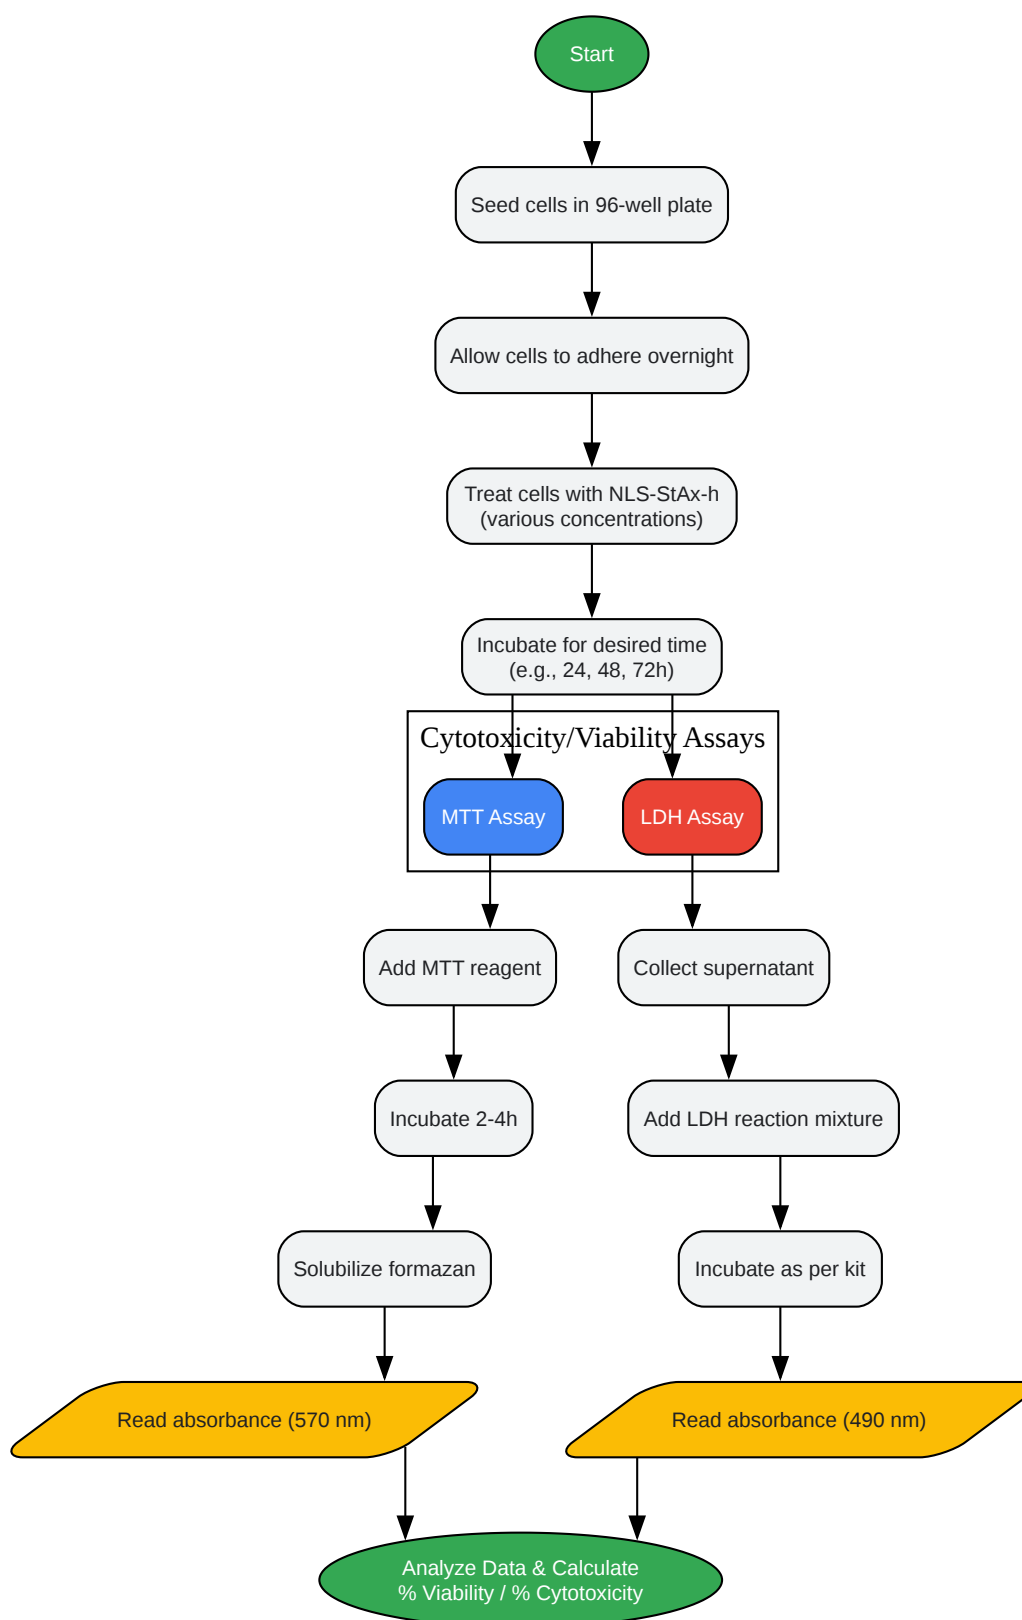 Start
Seed cells in 96-well plate
Allow cells to adhere overnight
Treat cells with NLS-StAx-h
(various concentrations)
Incubate for desired time
(e.g., 24, 48, 72h)
Cytotoxicity/Viability Assays
MTT Assay
LDH Assay
Add MTT reagent
Collect supernatant
Incubate 2-4h
Add LDH reaction mixture
Solubilize formazan
Incubate as per kit
Read absorbance (570 nm)
Read absorbance (490 nm)
Analyze Data & Calculate
% Viability / % Cytotoxicity